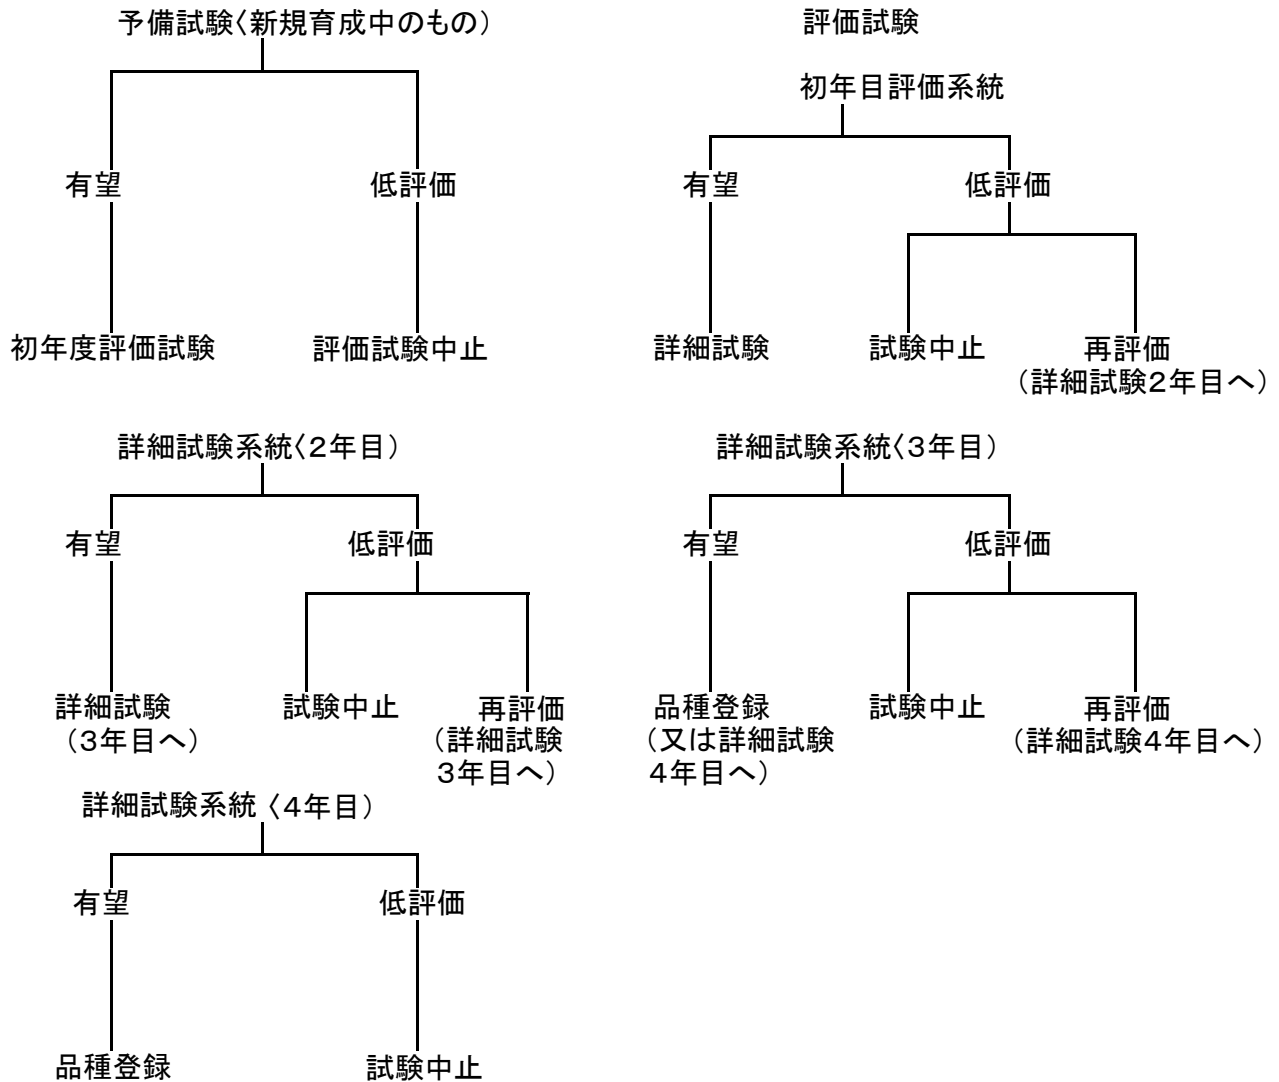 予備試験〈新規育成中のもの）
有望
低評価
初年度評価試験
評価試験中止
評価試験
初年目評価系統
有望
低評価
詳細試験
試験中止
再評価
（詳細試験２年目へ）
詳細試験系統〈２年目）
有望
低評価
詳細試験
（３年目へ）
試験中止
再評価
（詳細試験
３年目へ）
詳細試験系統〈３年目）
有望
低評価
品種登録
（又は詳細試験
４年目へ）
試験中止
再評価
（詳細試験４年目へ）
詳細試験系統〈４年目）
有望
低評価
品種登録
試験中止